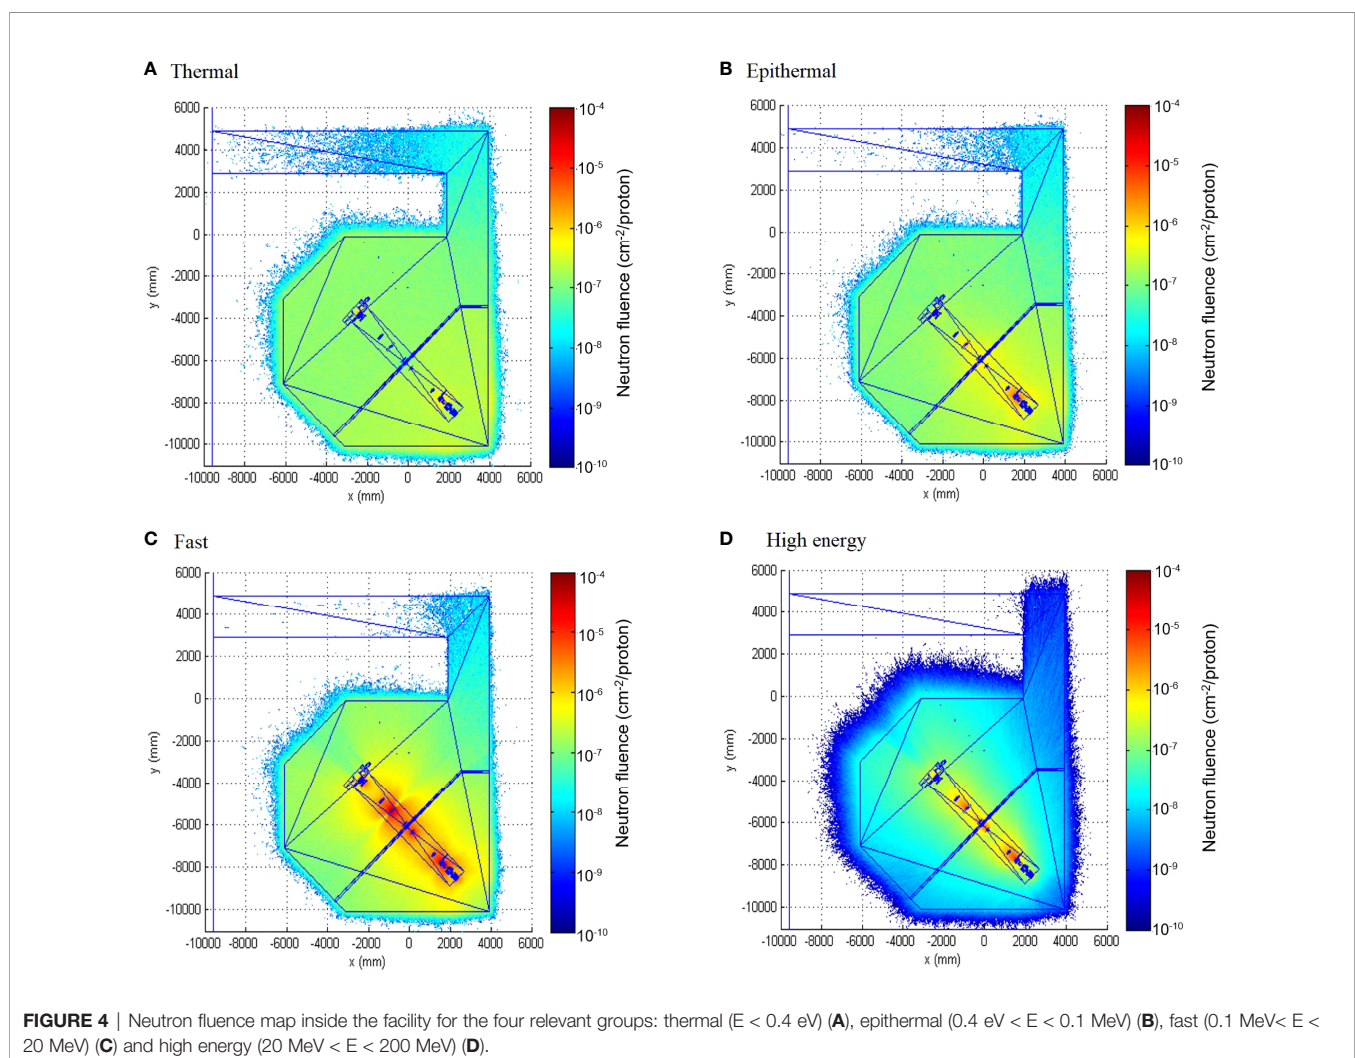 A Thermal
6000
4000
2000
0
-2000
-4000
-6000
-8000
-10000
y (mm)
-10000 -8000 -6000 -4000 -2000 0 2000 4000 6000
x (mm)
10⁻⁴
10⁻⁵
10⁻⁶
10⁻⁷
10⁻⁸
10⁻⁹
10⁻¹⁰
Neutron fluence (cm⁻²/proton)
B Epithermal
6000
4000
2000
0
-2000
-4000
-6000
-8000
-10000
y (mm)
-10000 -8000 -6000 -4000 -2000 0 2000 4000 6000
x (mm)
10⁻⁴
10⁻⁵
10⁻⁶
10⁻⁷
10⁻⁸
10⁻⁹
10⁻¹⁰
Neutron fluence (cm⁻²/proton)
C Fast
6000
4000
2000
0
-2000
-4000
-6000
-8000
-10000
y (mm)
-10000 -8000 -6000 -4000 -2000 0 2000 4000 6000
x (mm)
10⁻⁴
10⁻⁵
10⁻⁶
10⁻⁷
10⁻⁸
10⁻⁹
10⁻¹⁰
Neutron fluence (cm⁻²/proton)
D High energy
6000
4000
2000
0
-2000
-4000
-6000
-8000
-10000
y (mm)
-10000 -8000 -6000 -4000 -2000 0 2000 4000 6000
x (mm)
10⁻⁴
10⁻⁵
10⁻⁶
10⁻⁷
10⁻⁸
10⁻⁹
10⁻¹⁰
Neutron fluence (cm⁻²/proton)
FIGURE 4 | Neutron fluence map inside the facility for the four relevant groups: thermal (E < 0.4 eV) (A), epithermal (0.4 eV < E < 0.1 MeV) (B), fast (0.1 MeV< E <
20 MeV) (C) and high energy (20 MeV < E < 200 MeV) (D).